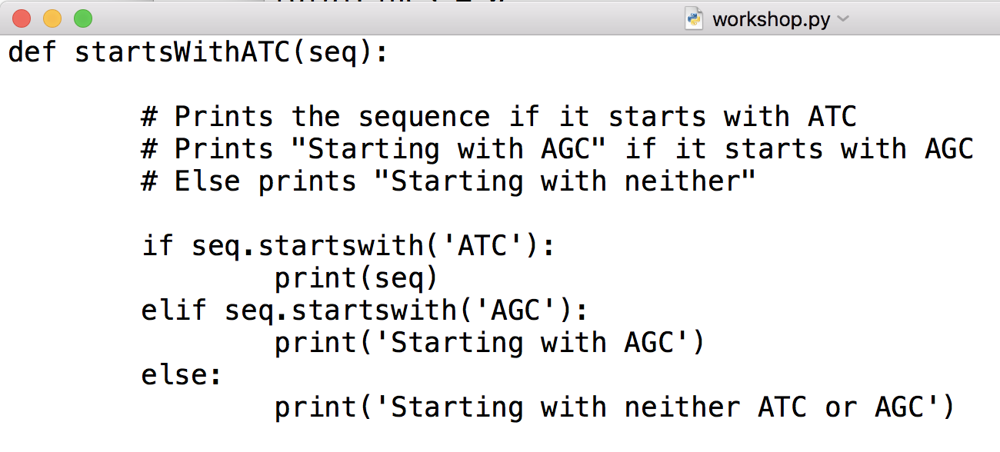 workshop.py
def startsWithATC(seq):
# Prints the sequence if it starts with ATC
# Prints "Starting with AGC" if it starts with AGC
# Else prints "Starting with neither"
if seq.startswith('ATC'):
print(seq)
elif seq.startswith('AGC'):
print('Starting with AGC')
else:
print('Starting with neither ATC or AGC')